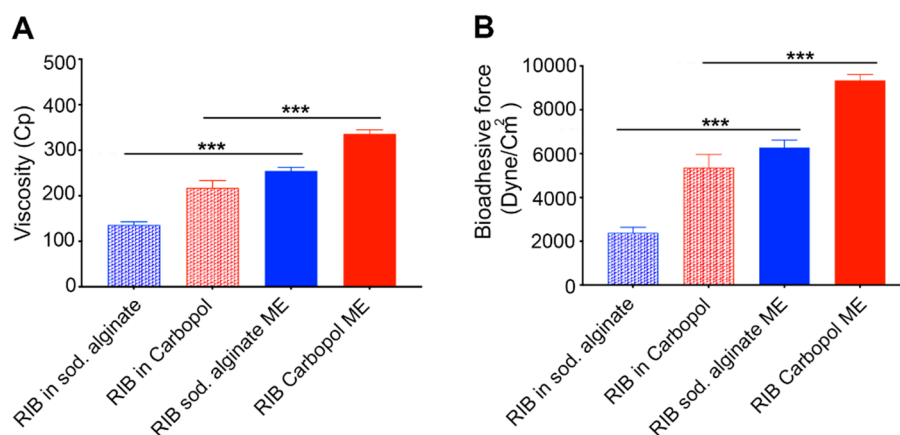 A
Viscosity (Cp)
500
400
300
200
100
0
***
***
RIB in sod. alginate
RIB in Carbopol
RIB sod. alginate ME
RIB Carbopol ME
B
Bioadhesive force
(Dyne/Cm²)
10000
8000
6000
4000
2000
0
***
***
RIB in sod. alginate
RIB in Carbopol
RIB sod. alginate ME
RIB Carbopol ME